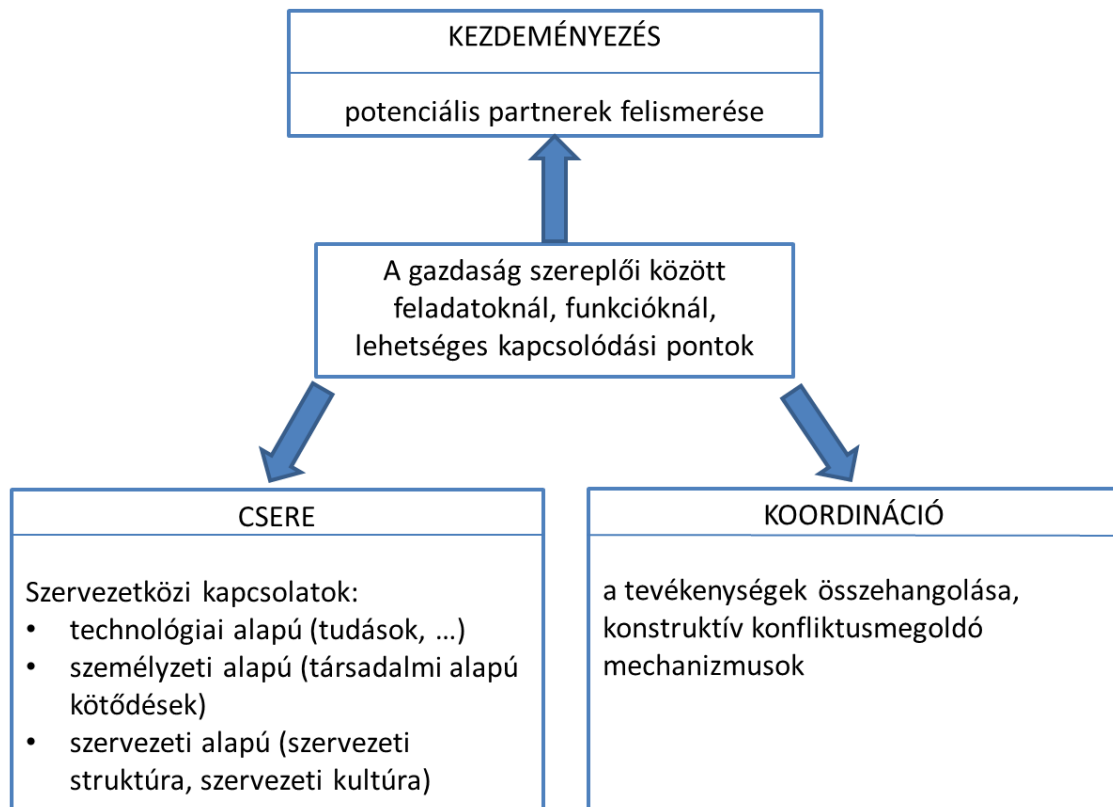 KEZDEMÉNYEZÉS
potenciális partnerek felismerése
A gazdaság szereplői között
feladatoknál, funkcióknál,
lehetséges kapcsolódási pontok
CSERE
Szervezetközi kapcsolatok:
• technológiai alapú (tudások, ...)
• személyzeti alapú (társadalmi alapú
kötődések)
• szervezeti alapú (szervezeti
struktúra, szervezeti kultúra)
KOORDINÁCIÓ
a tevékenységek összehangolása,
konstruktív konfliktusmegoldó
mechanizmusok